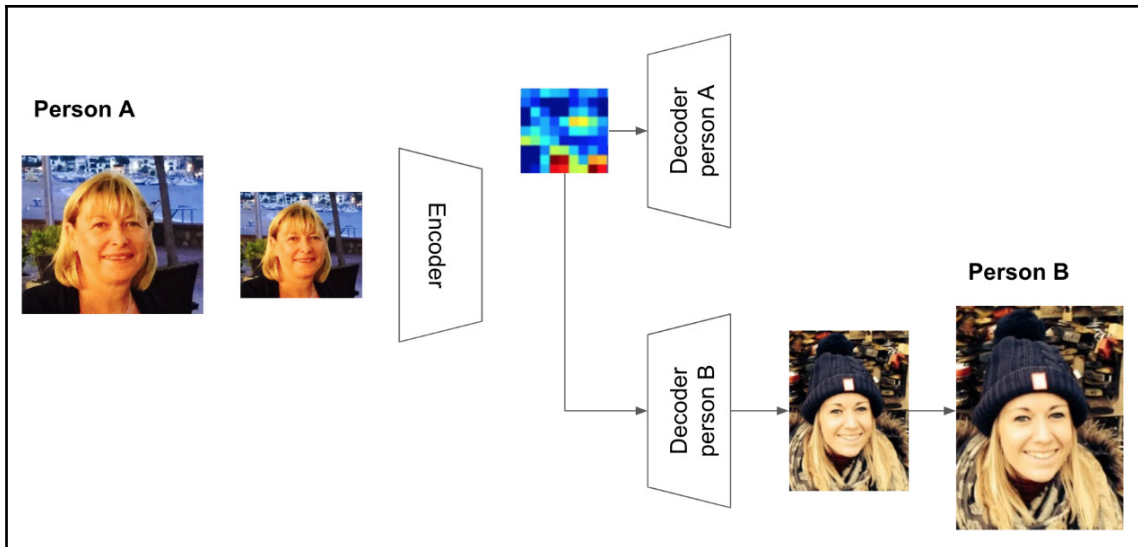 Person A
Encoder
Decoder
person A
Decoder
person B
Person B